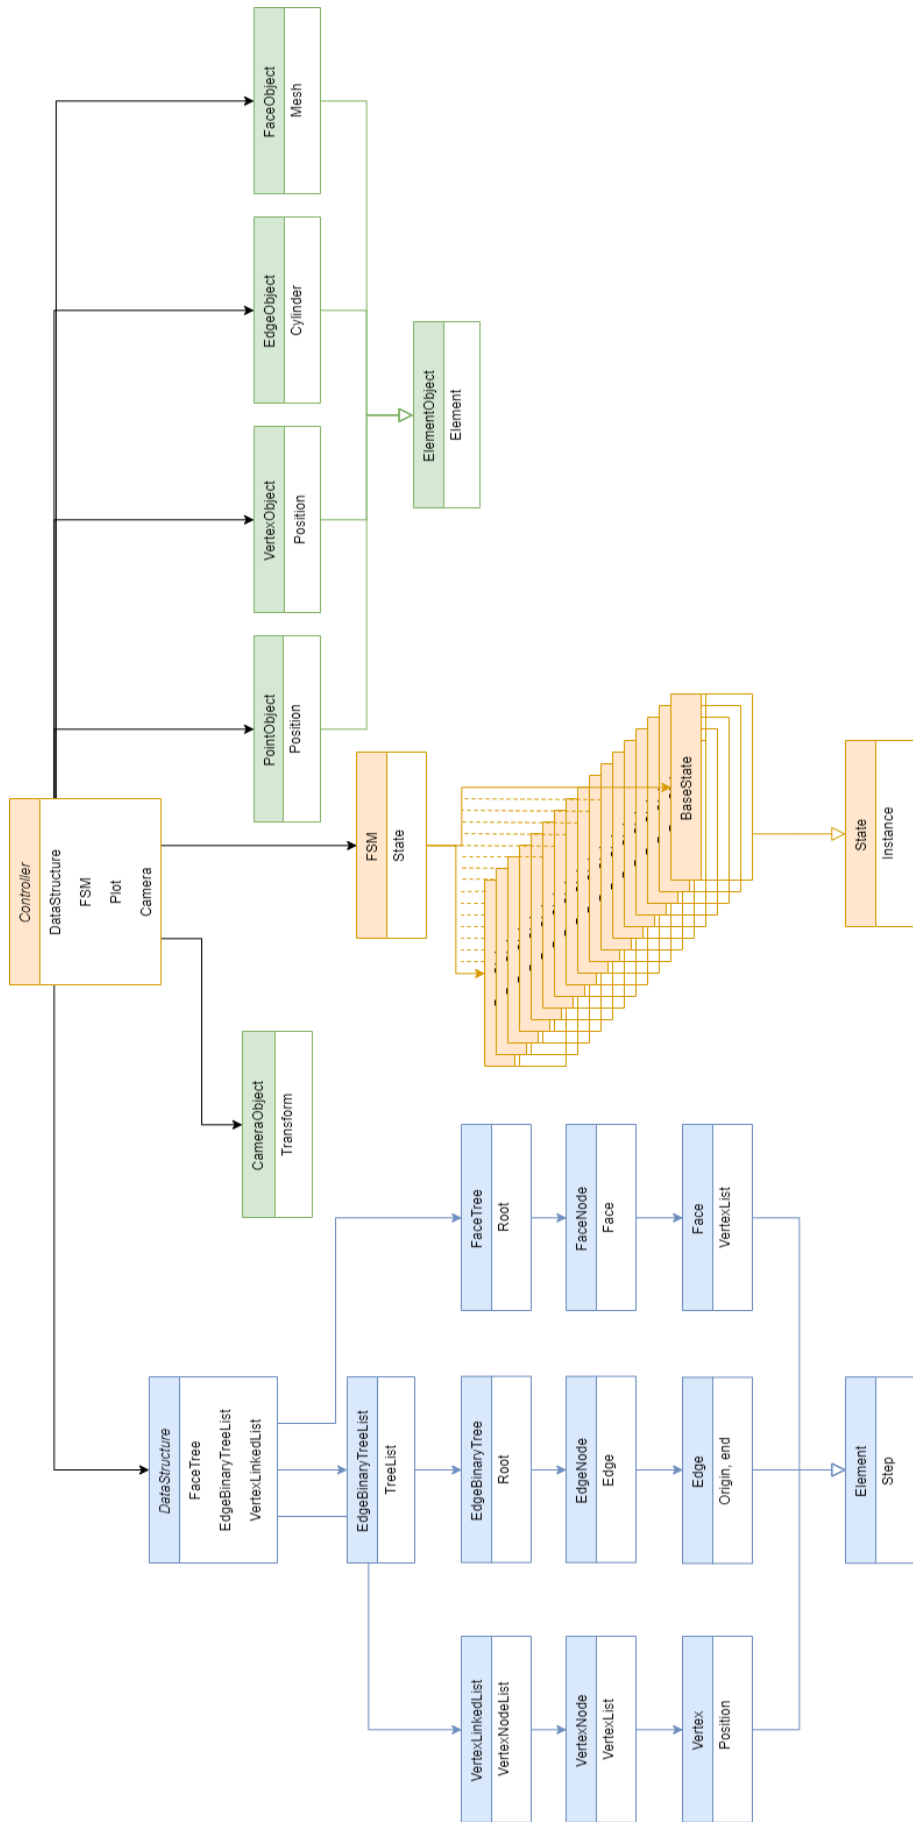 Controller
DataStructure
FSM
Plot
Camera
DataStructure
FaceTree
EdgeBinaryTreeList
VertexLinkedList
CameraObject
Transform
PointObject
Position
VertexObject
Position
EdgeObject
Cylinder
FaceObject
Mesh
EdgeBinaryTreeList
TreeList
FSM
State
ElementObject
Element
VertexLinkedList
VertexNodeList
EdgeBinaryTree
Root
FaceTree
Root
VertexNode
VertexList
EdgeNode
Edge
FaceNode
Face
Vertex
Position
Edge
Origin, end
Face
VertexList
BaseState
Element
Step
State
Instance